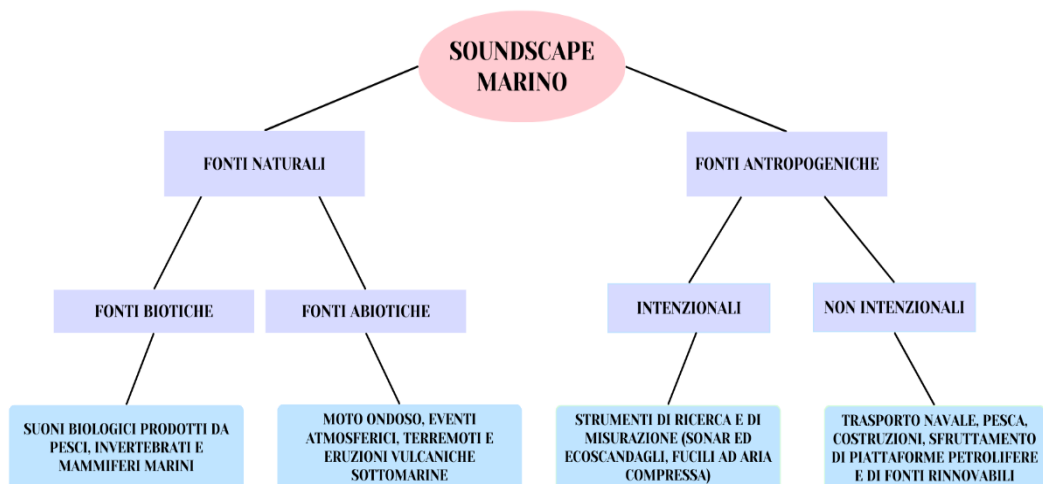 SOUNDSCAPE
MARINO
FONTI NATURALI
FONTI ANTROPOGENICHE
FONTI BIOTICHE
FONTI ABIOTICHE
INTENZIONALI
NON INTENZIONALI
SUONI BIOLOGICI PRODOTTI DA
PESCI, INVERTEBRATI E
MAMMIFERI MARINI
MOTO ONDOSO, EVENTI
ATMOSFERICI, TERREMOTI E
ERUZIONI VULCANICHE
SOTTOMARINE
STRUMENTI DI RICERCA E DI
MISURAZIONE (SONAR ED
ECOSCANDAGLI, FUCILI AD ARIA
COMPRESSA)
TRASPORTO NAVALE, PESCA,
COSTRUZIONI, SFRUTTAMENTO
DI PIATTAFORME PETROLIFERE
E DI FONTI RINNOVABILI